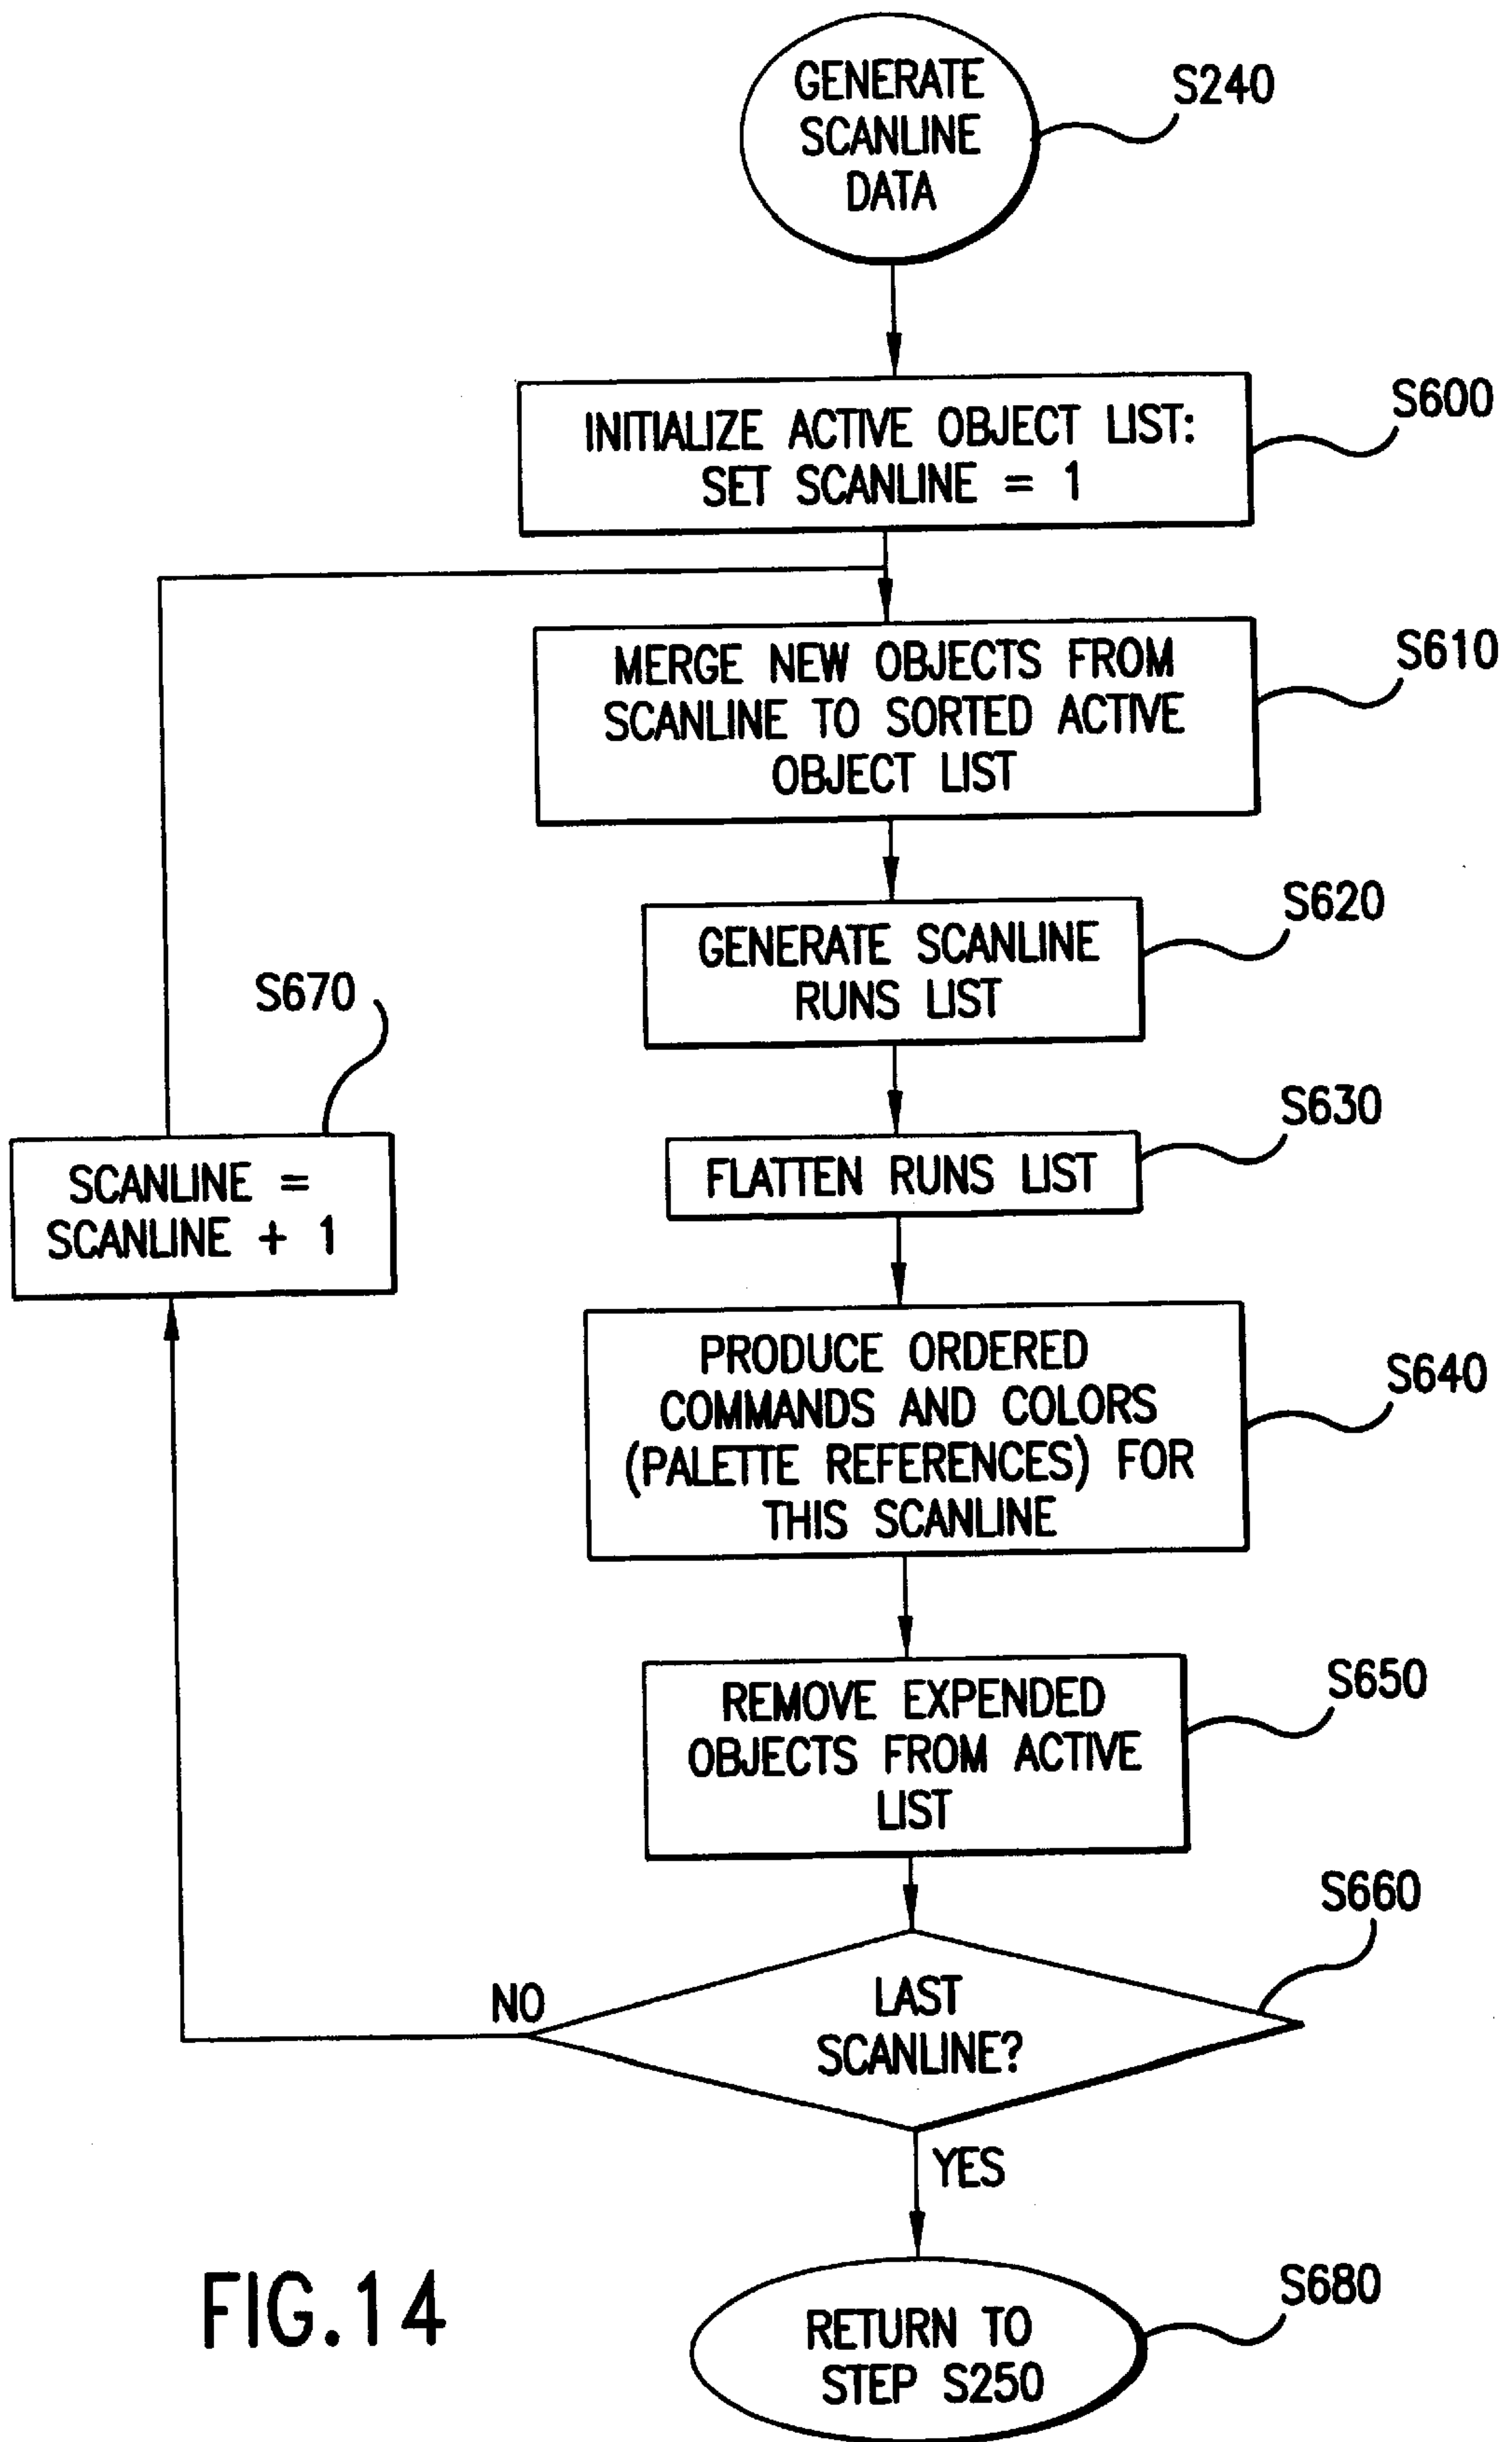 GENERATE
SCANLINE
DATA
S240
INITIALIZE ACTIVE OBJECT LIST:
SET SCANLINE = 1
S600
MERGE NEW OBJECTS FROM
SCANLINE TO SORTED ACTIVE
OBJECT LIST
S610
GENERATE SCANLINE
RUNS LIST
S620
FLATTEN RUNS LIST
S630
S670
SCANLINE =
SCANLINE + 1
PRODUCE ORDERED
COMMANDS AND COLORS
(PALETTE REFERENCES) FOR
THIS SCANLINE
S640
REMOVE EXPENDED
OBJECTS FROM ACTIVE
LIST
S650
LAST
SCANLINE?
S660
NO
YES
RETURN TO
STEP S250
S680
FIG.14